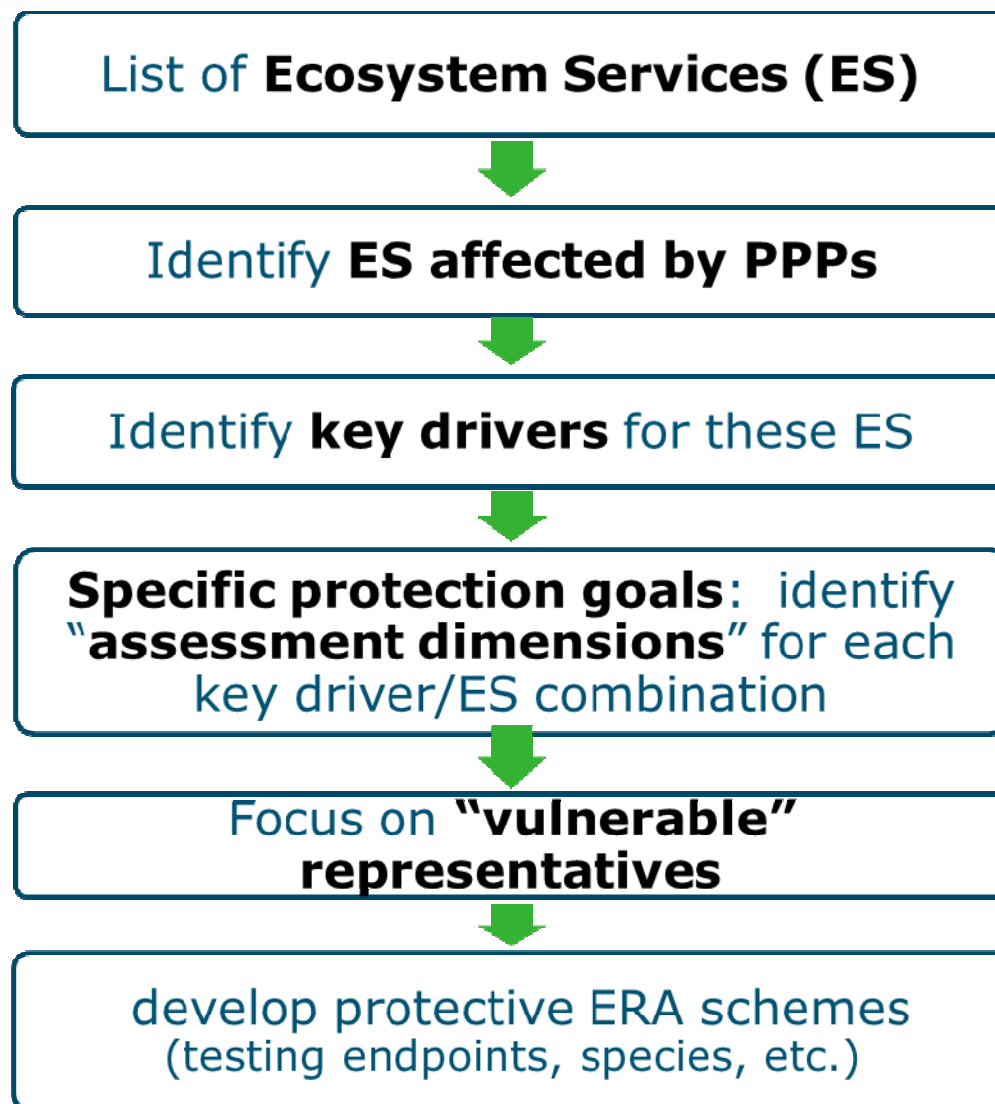 List of Ecosystem Services (ES)
Identify ES affected by PPPs
Identify key drivers for these ES
Specific protection goals: identify
“assessment dimensions” for each
key driver/ES combination
Focus on “vulnerable”
representatives
develop protective ERA schemes
(testing endpoints, species, etc.)